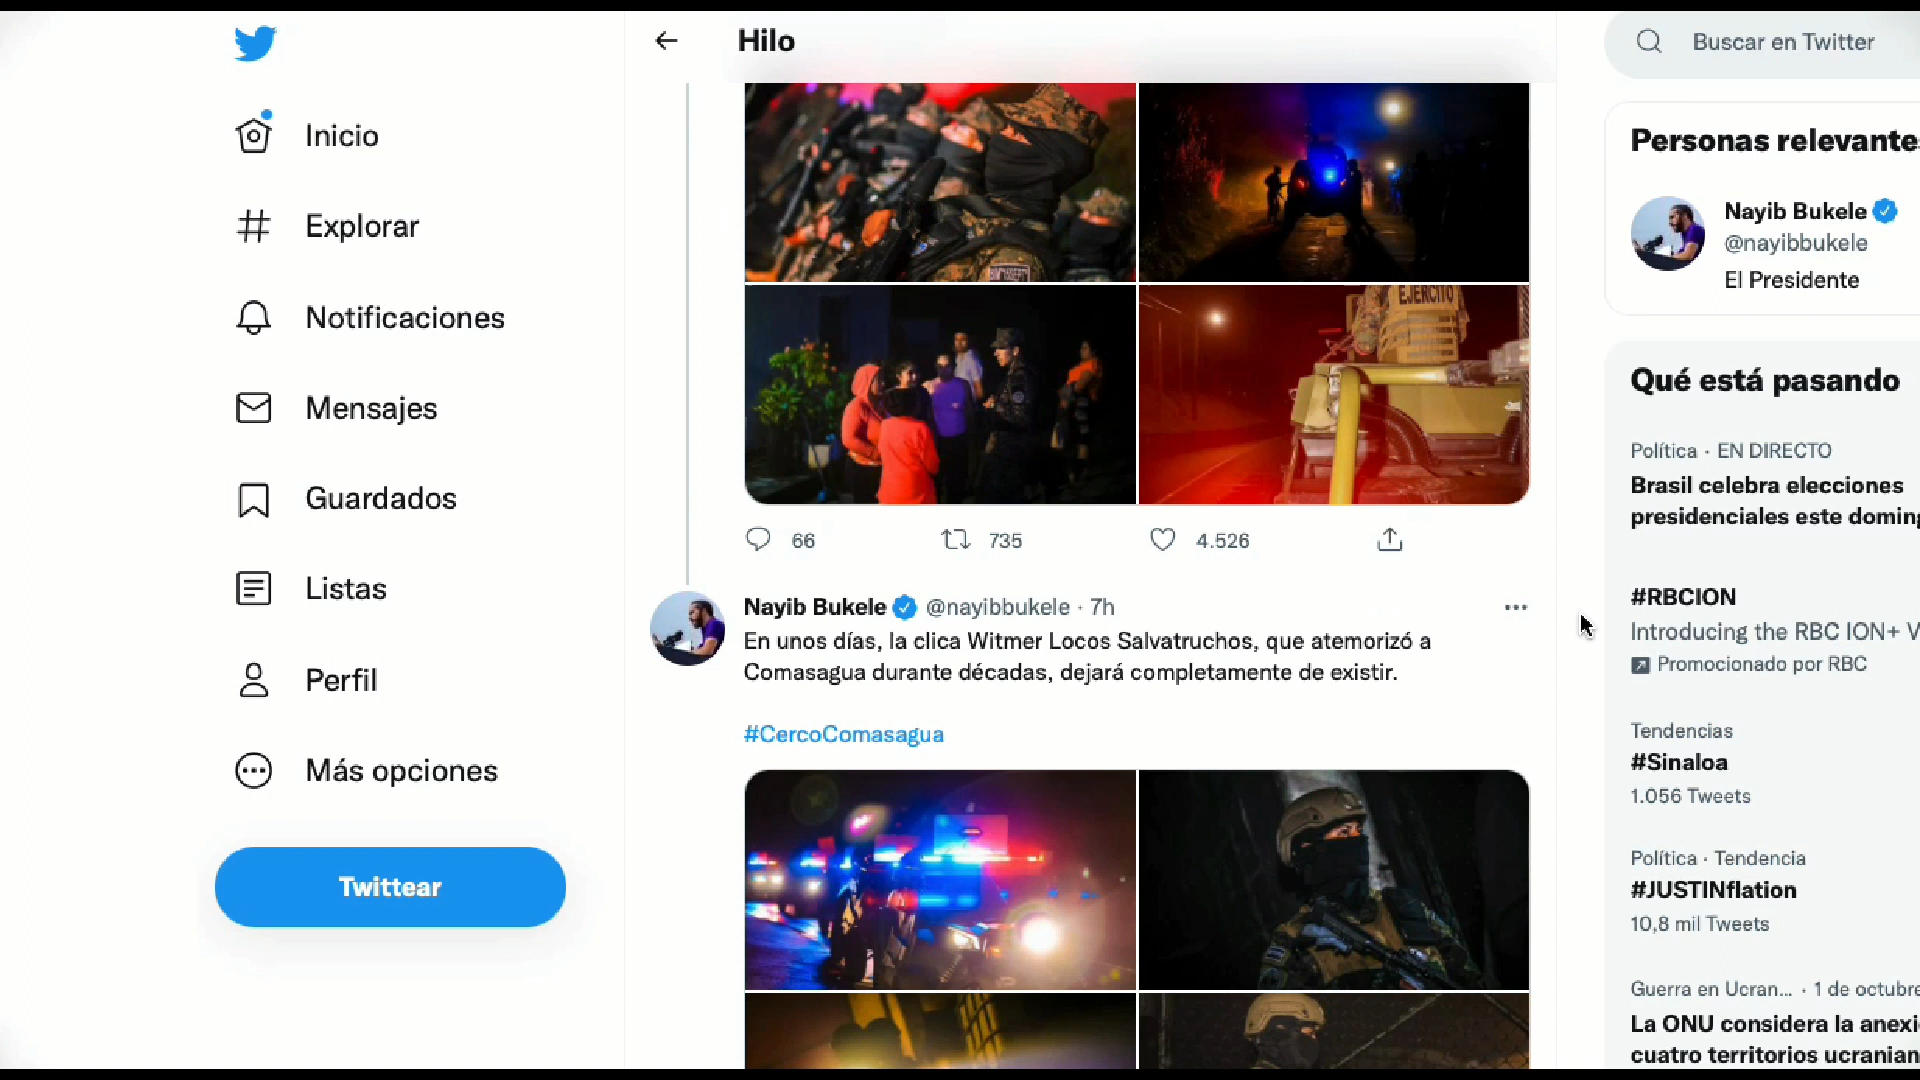 Hilo
Buscar en Twitter
Inicio
Explorar
Notificaciones
Mensajes
Guardados
Listas
Perfil
Más opciones
Twittear
EJERCITO
66
735
4.526
Nayib Bukele @nayibbukele · 7h
En unos días, la clica Witmer Locos Salvatruchos, que atemorizó a
Comasagua durante décadas, dejará completamente de existir.
#CercoComasagua
Personas relevantes
Nayib Bukele
@nayibbukele
El Presidente
Qué está pasando
Política · EN DIRECTO
Brasil celebra elecciones
presidenciales este doming
#RBCION
Introducing the RBC ION+ V
Promocionado por RBC
Tendencias
#Sinaloa
1.056 Tweets
Política · Tendencia
#JUSTINflation
10,8 mil Tweets
Guerra en Ucran... · 1 de octubre
La ONU considera la anexi
cuatro territorios ucranian